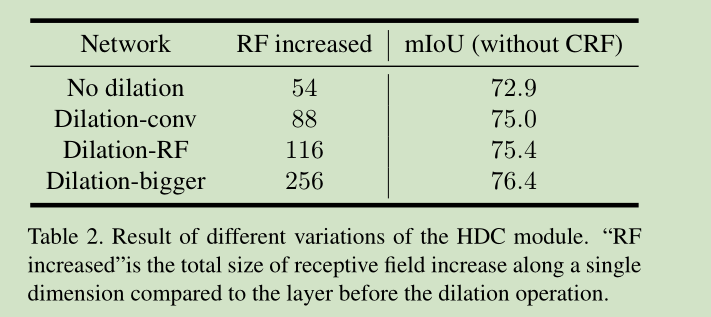 Network RF increased mIoU (without CRF)
No dilation 54 72.9
Dilation-conv 88 75.0
Dilation-RF 116 75.4
Dilation-bigger 256 76.4
Table 2. Result of different variations of the HDC module. “RF
increased”is the total size of receptive field increase along a single
dimension compared to the layer before the dilation operation.